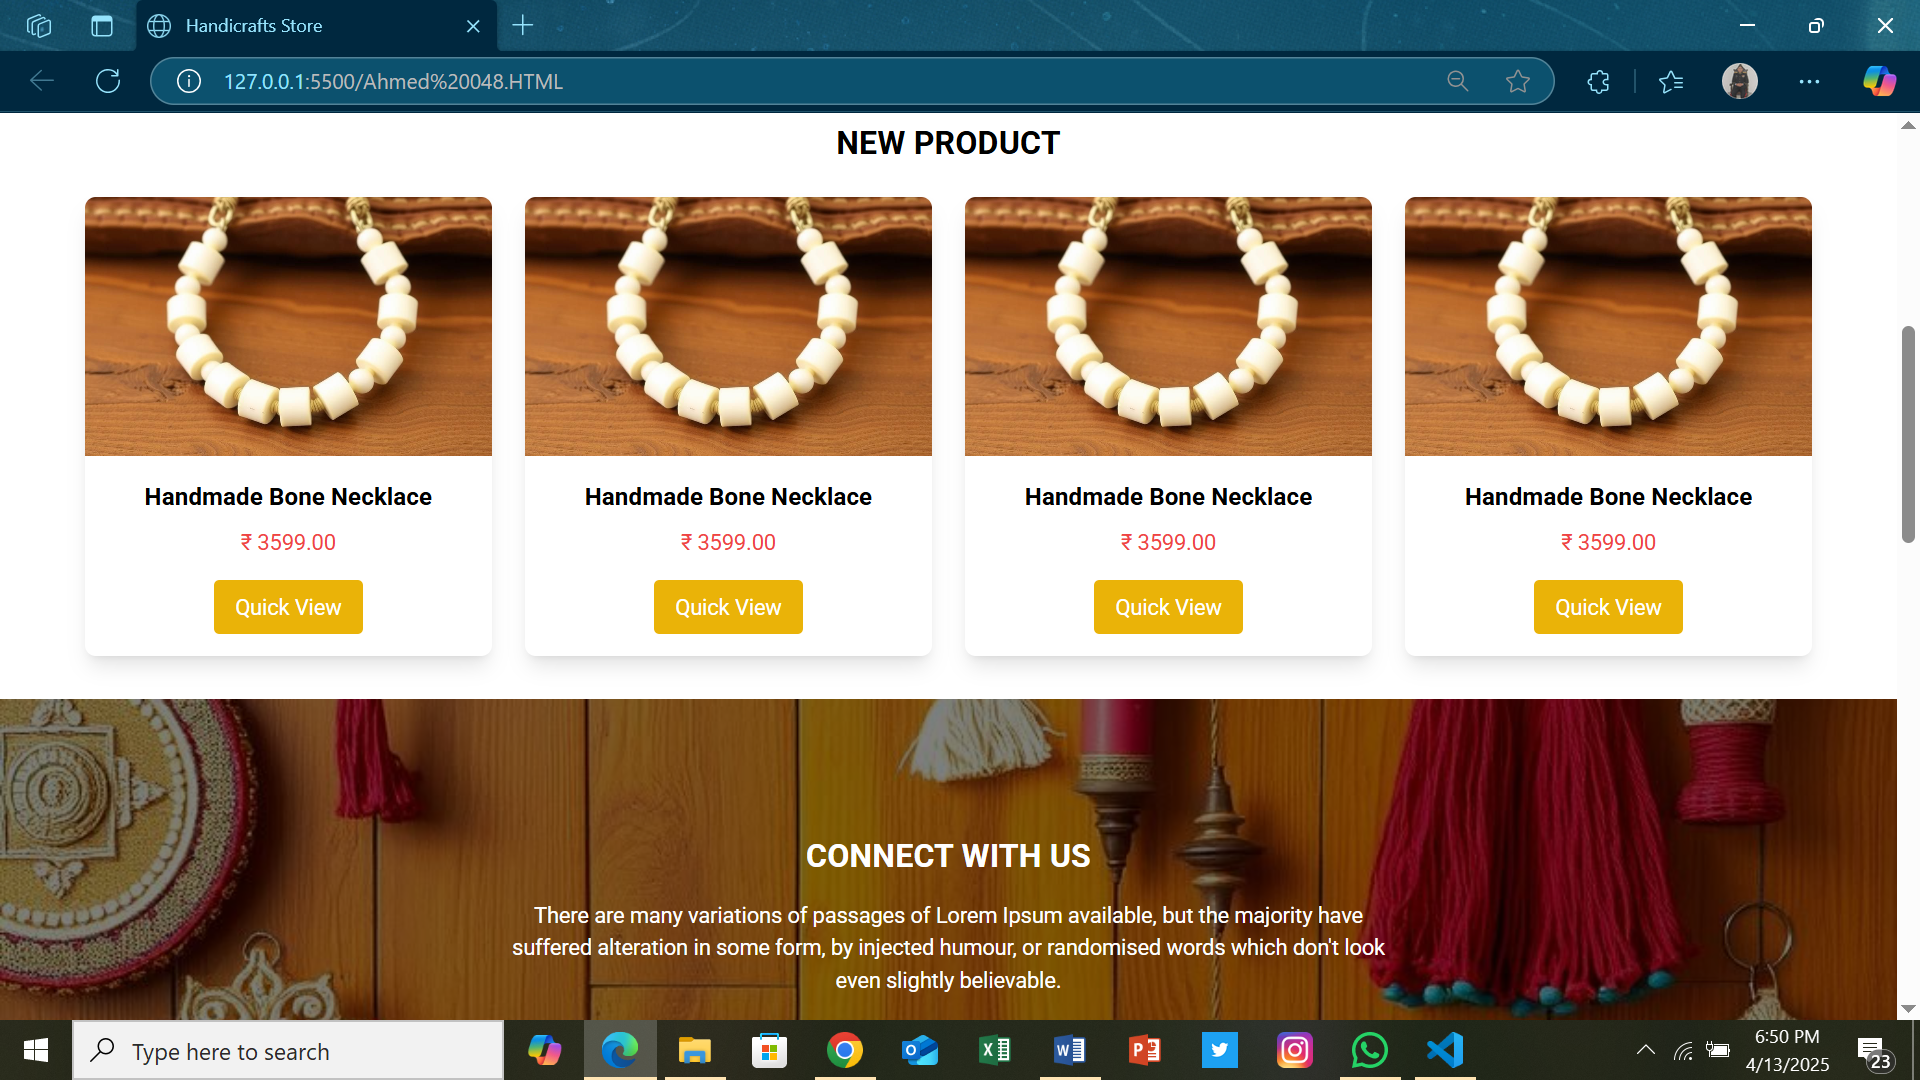 Handicrafts Store
127.0.0.1:5500/Ahmed%20048.HTML
NEW PRODUCT
Handmade Bone Necklace
₹ 3599.00
Quick View
Handmade Bone Necklace
₹ 3599.00
Quick View
Handmade Bone Necklace
₹ 3599.00
Quick View
Handmade Bone Necklace
₹ 3599.00
Quick View
CONNECT WITH US
There are many variations of passages of Lorem Ipsum available, but the majority have
suffered alteration in some form, by injected humour, or randomised words which don't look
even slightly believable.
Type here to search
6:50 PM
4/13/2025
23